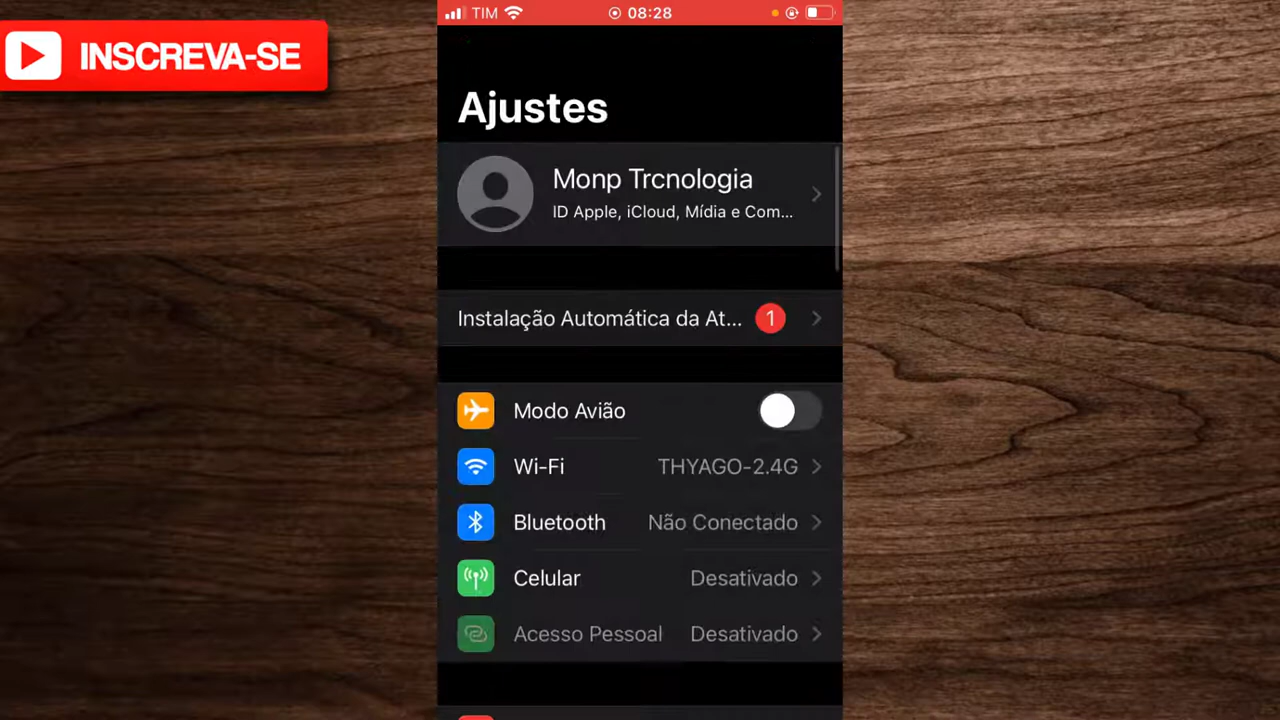 INSCREVA-SE
TIM 08:28
Ajustes
Monp Trcnologia
ID Apple, iCloud, Mídia e Com...
Instalação Automática da At... 1
Modo Avião
Wi-Fi THYAGO-2.4G
Bluetooth Não Conectado
Celular Desativado
Acesso Pessoal Desativado